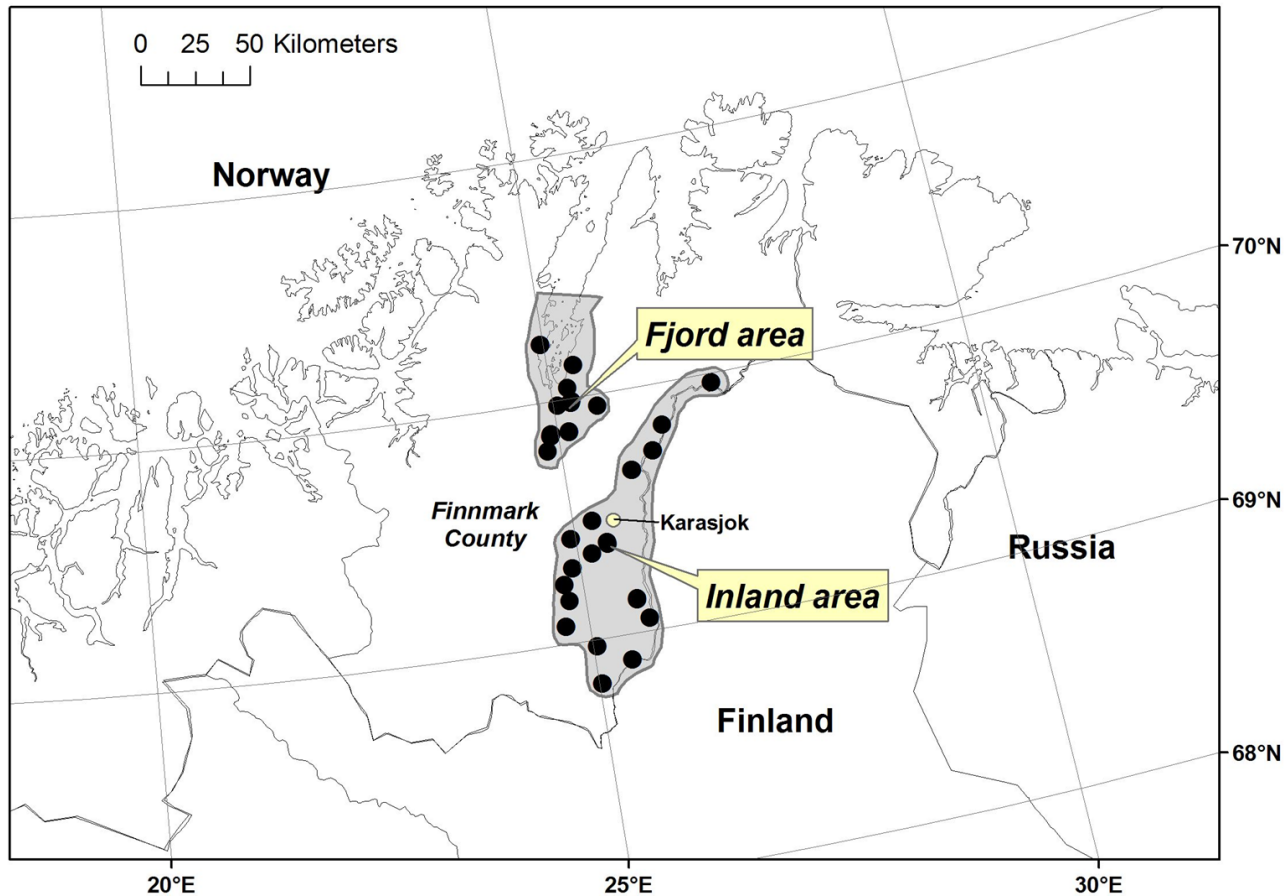 0 25 50 Kilometers
Norway
70°N
Fjord area
Finnmark
County
Karasjok
69°N
Russia
Inland area
Finland
68°N
20°E 25°E 30°E